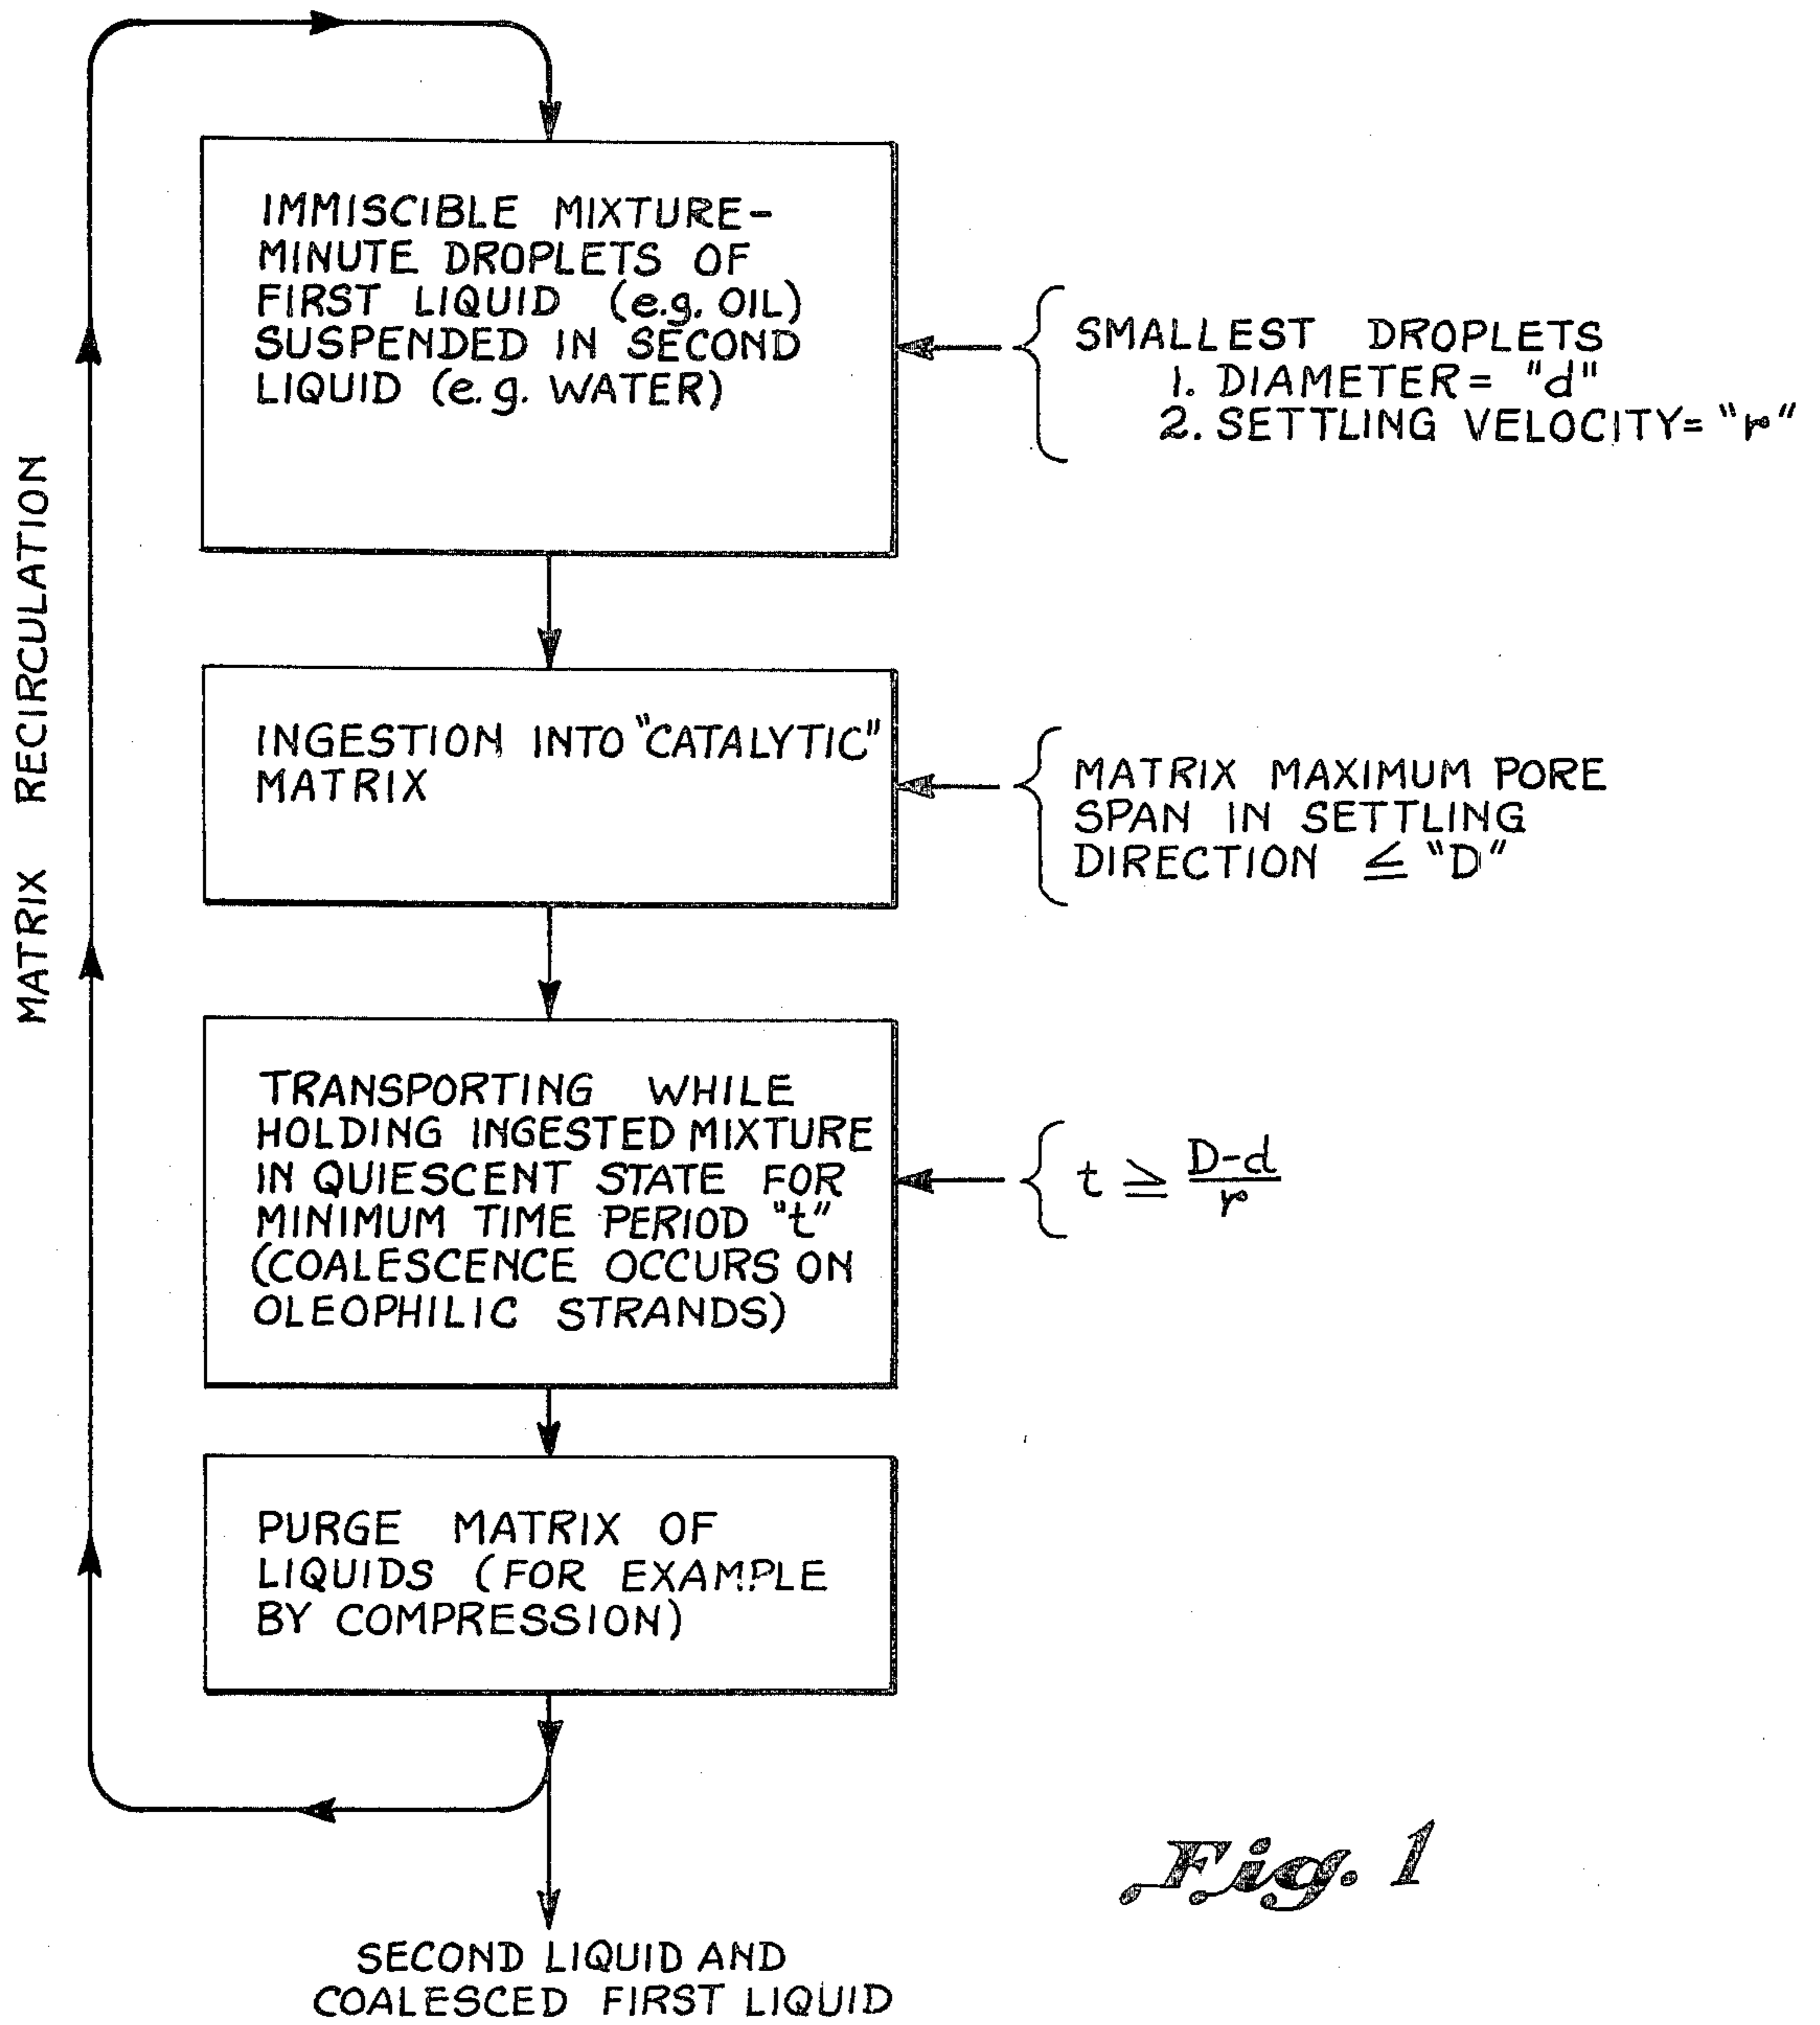 IMMISCIBLE MIXTURE-
MINUTE DROPLETS OF
FIRST LIQUID (e.g. OIL)
SUSPENDED IN SECOND
LIQUID (e.g. WATER)
SMALLEST DROPLETS
1. DIAMETER= "d"
2. SETTLING VELOCITY= "r"
MATRIX RECIRCULATION
INGESTION INTO "CATALYTIC"
MATRIX
MATRIX MAXIMUM PORE
SPAN IN SETTLING
DIRECTION ≦ "D"
TRANSPORTING WHILE
HOLDING INGESTED MIXTURE
IN QUIESCENT STATE FOR
MINIMUM TIME PERIOD "t"
(COALESCENCE OCCURS ON
OLEOPHILIC STRANDS)
t ≧ D-d
r
PURGE MATRIX OF
LIQUIDS (FOR EXAMPLE
BY COMPRESSION)
SECOND LIQUID AND
COALESCED FIRST LIQUID
Fig. 1